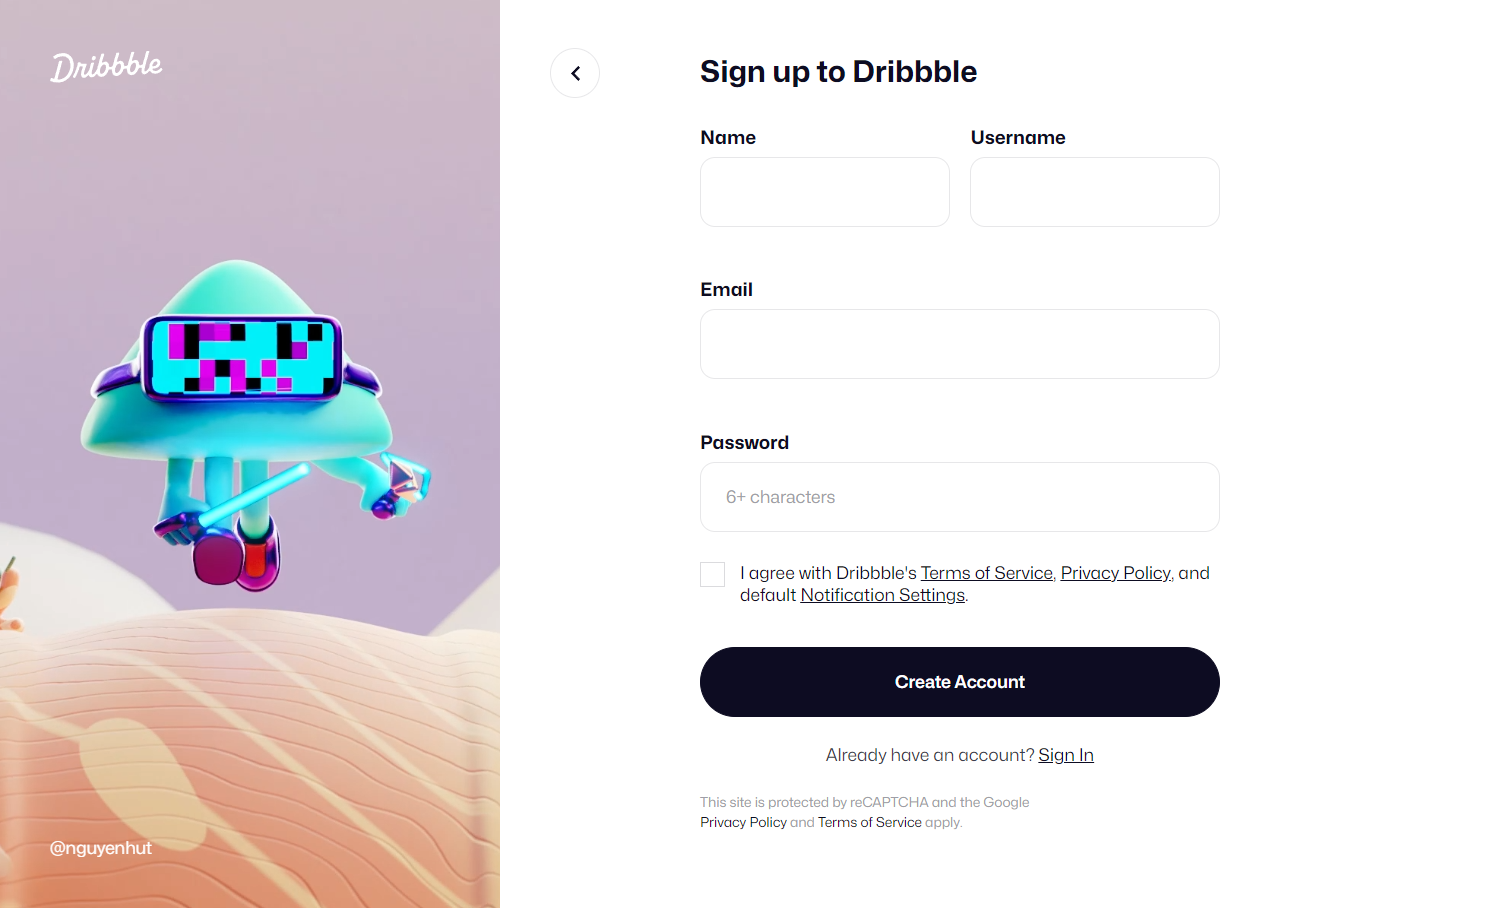 Dribbble
Sign up to Dribbble
Name
Username
Email
Password
6+ characters
I agree with Dribbble's Terms of Service, Privacy Policy, and
default Notification Settings.
Create Account
Already have an account? Sign In
This site is protected by reCAPTCHA and the Google
Privacy Policy and Terms of Service apply.
@nguyenhut